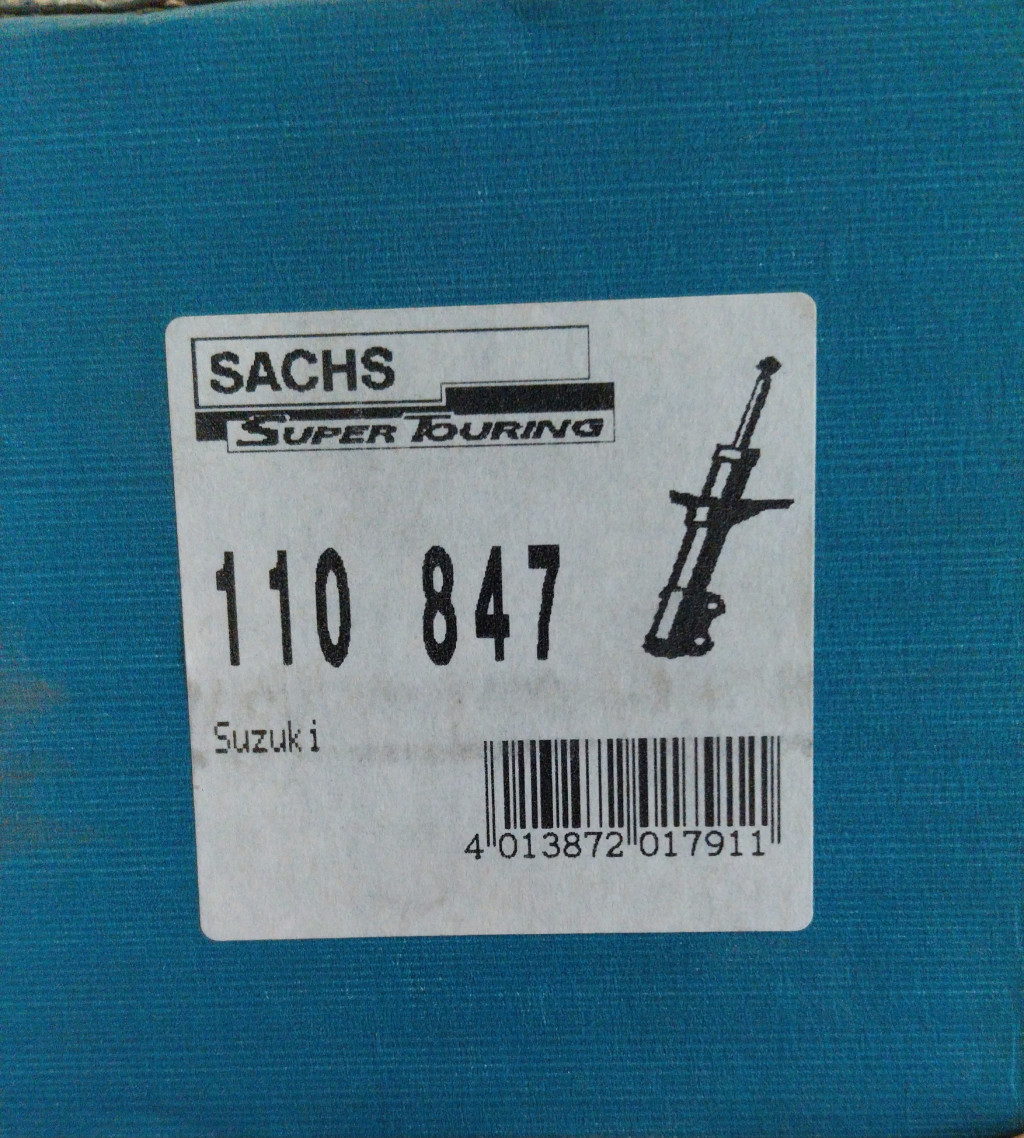 SACHS
SUPER TOURING
110 847
Suzuki
4 013872 017911